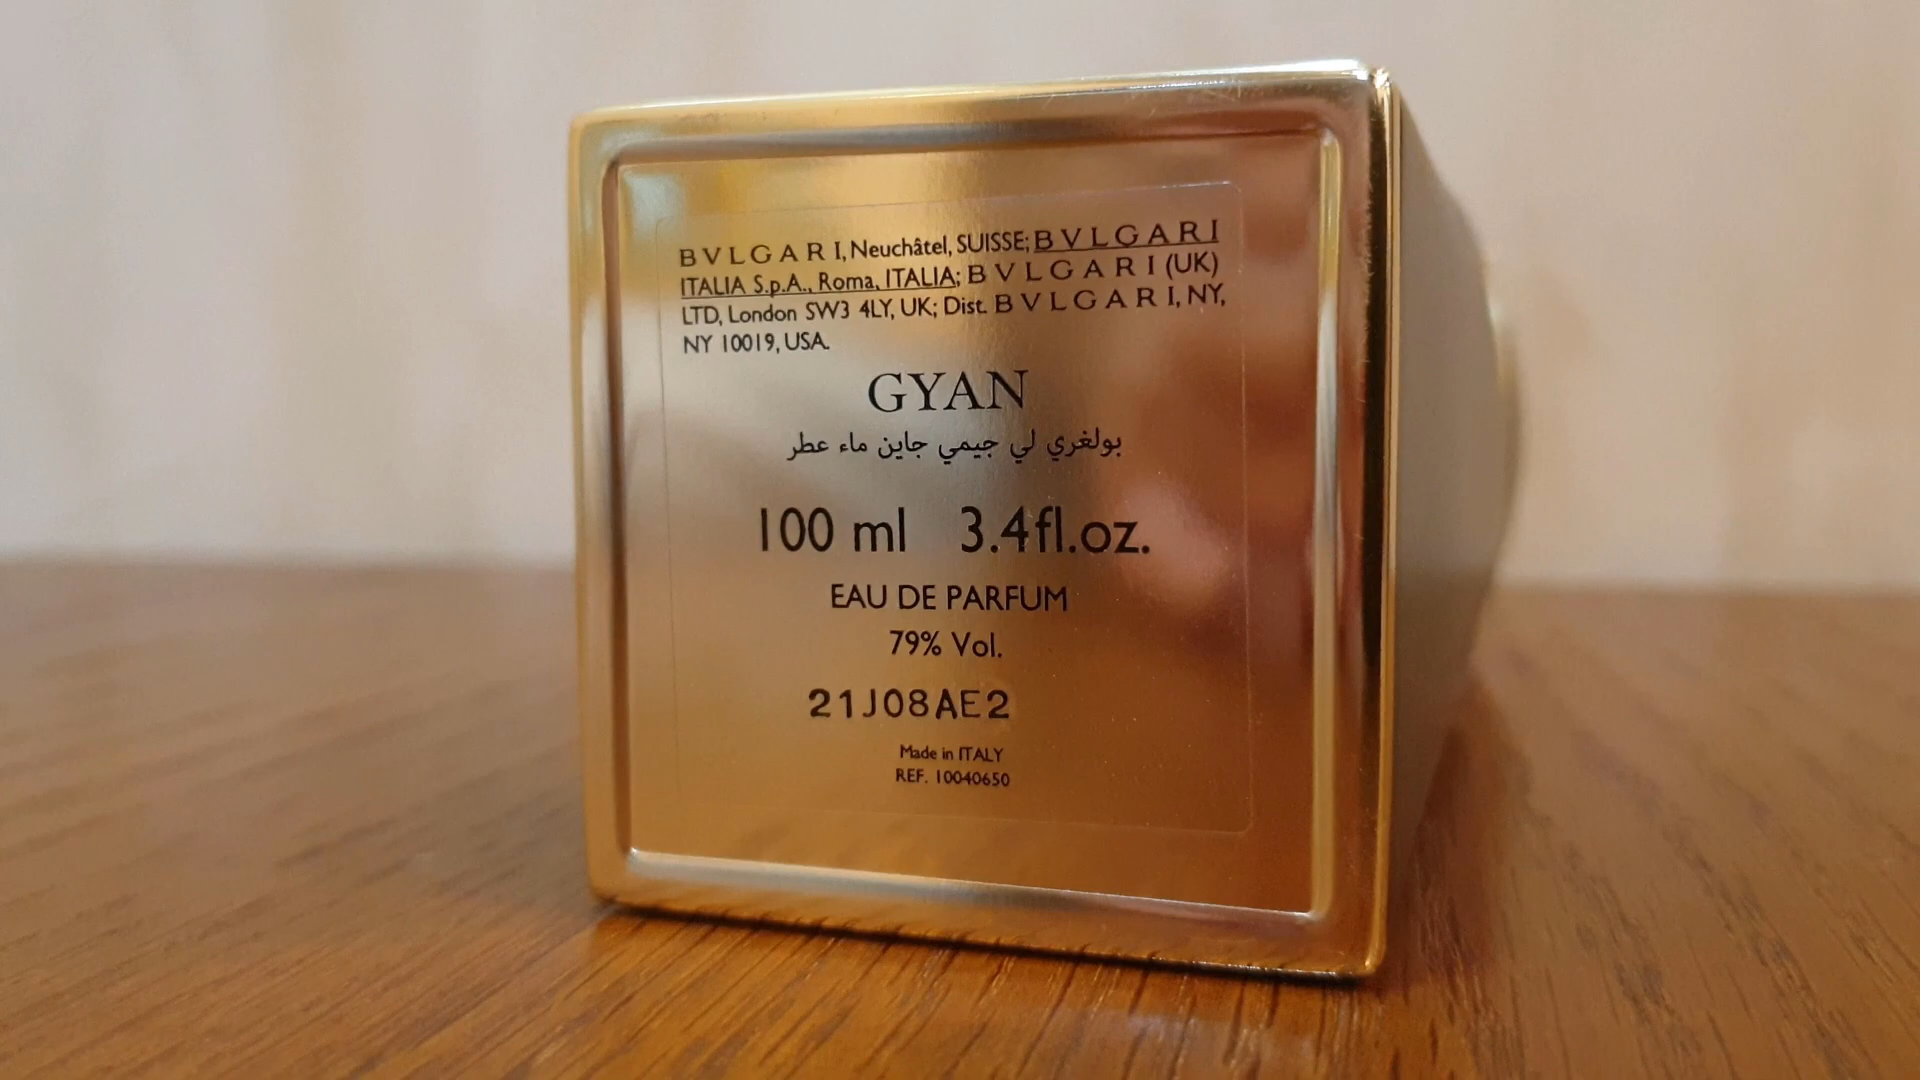 BVLGARI, Neuchâtel, SUISSE; BVLGARI
ITALIA S.p.A., Roma, ITALIA; BVLGARI (UK)
LTD, London SW3 4LY, UK; Dist. BVLGARI, NY,
NY 10019, USA.
GYAN
بولغري لي جيمي جاين ماء عطر
100 ml 3.4fl.oz.
EAU DE PARFUM
79% Vol.
21J08AE2
Made in ITALY
REF. 10040650